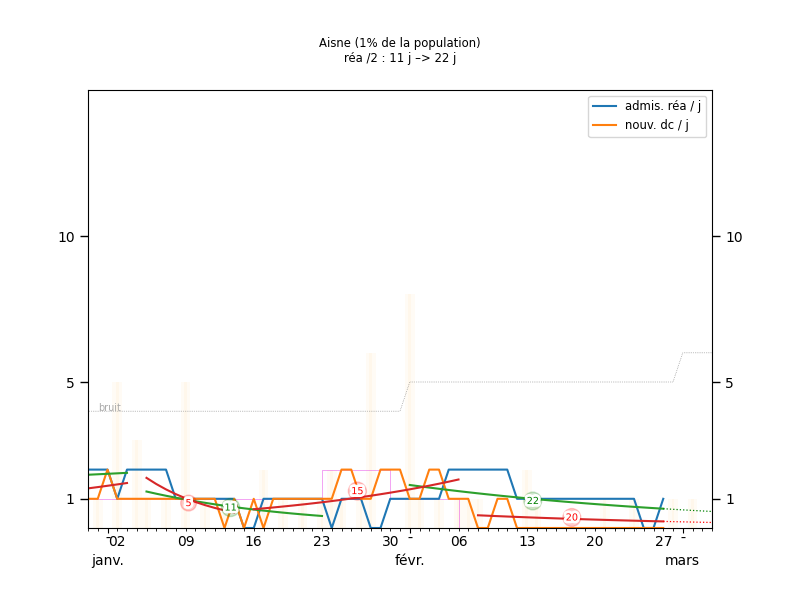 Aisne (1% de la population)
réa /2 : 11 j –> 22 j
admis. réa / j
nouv. dc / j
10
10
5
5
bruit
1
1
5
11
15
22
20
02
09
16
23
30
-
06
13
20
27
-
janv.
févr.
mars